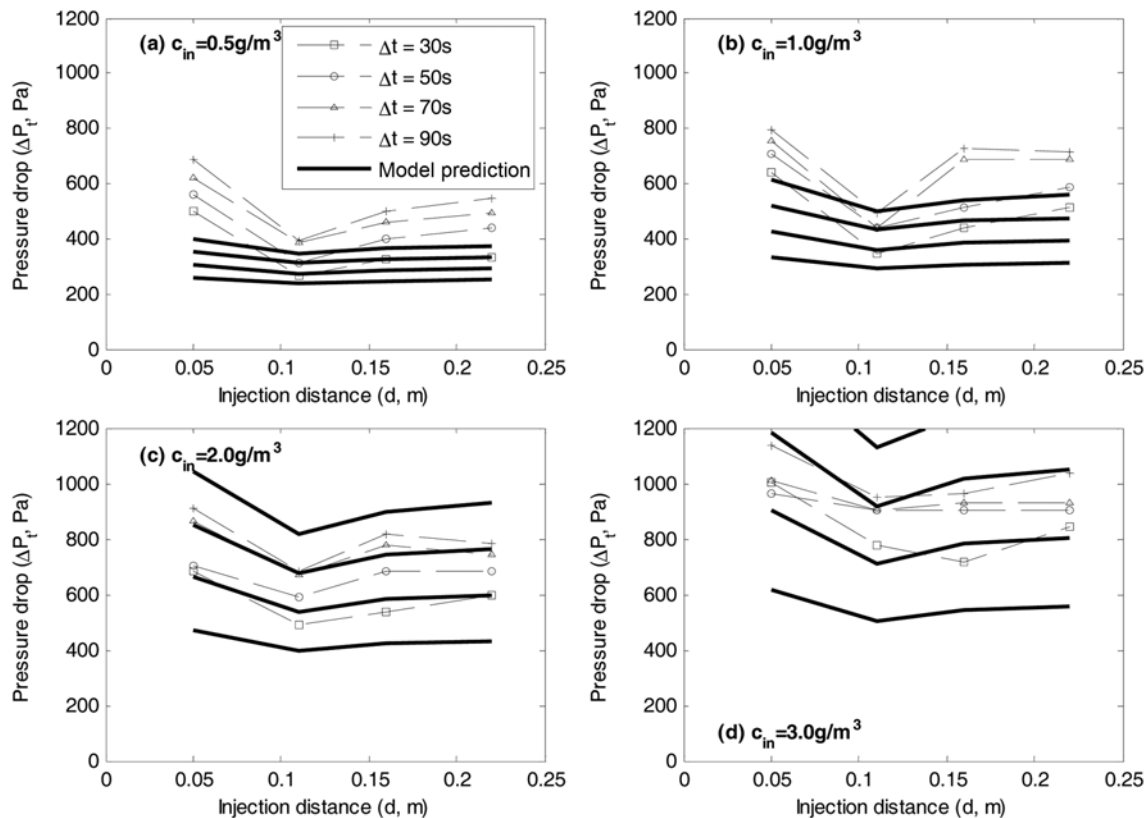 (a) c_in=0.5g/m^3
Δt = 30s
Δt = 50s
Δt = 70s
Δt = 90s
Model prediction
1200
1000
800
600
400
200
0
Pressure drop (ΔP_t, Pa)
0 0.05 0.1 0.15 0.2 0.25
Injection distance (d, m)
(b) c_in=1.0g/m^3
1200
1000
800
600
400
200
0
Pressure drop (ΔP_t, Pa)
0 0.05 0.1 0.15 0.2 0.25
Injection distance (d, m)
(c) c_in=2.0g/m^3
1200
1000
800
600
400
200
0
Pressure drop (ΔP_t, Pa)
0 0.05 0.1 0.15 0.2 0.25
Injection distance (d, m)
1200
1000
800
600
400
200
0
Pressure drop (ΔP_t, Pa)
(d) c_in=3.0g/m^3
0 0.05 0.1 0.15 0.2 0.25
Injection distance (d, m)